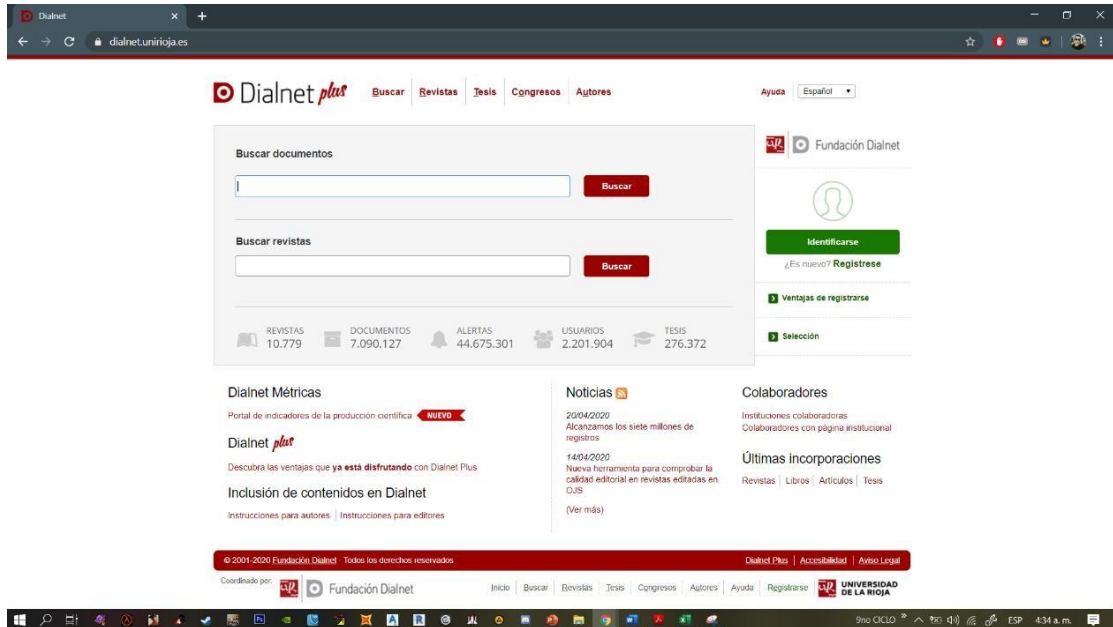 Dialnet
dialnet.unirioja.es
Dialnet plus
Buscar Revistas Tesis Congresos Autores
Ayuda Español
Buscar documentos
Buscar
Buscar revistas
Buscar
REVISTAS
10.779
DOCUMENTOS
7.090.127
ALERTAS
44.675.301
USUARIOS
2.201.904
TESIS
276.372
Fundación Dialnet
Identificarse
¿Es nuevo? Regístrese
Ventajas de registrarse
Selección
Dialnet Métricas
Portal de indicadores de la producción científica NUEVO
Dialnet plus
Descubra las ventajas que ya está disfrutando con Dialnet Plus
Inclusión de contenidos en Dialnet
Instrucciones para autores Instrucciones para editores
Noticias
20/04/2020
Alcanzamos los siete millones de
registros
14/04/2020
Nueva herramienta para comprobar la
calidad editorial en revistas editadas en
OJS
(Ver más)
Colaboradores
Instituciones colaboradoras
Colaboradores con página institucional
Últimas incorporaciones
Revistas Libros Artículos Tesis
© 2001-2020 Fundación Dialnet · Todos los derechos reservados
Dialnet Plus | Accesibilidad | Aviso Legal
Coordinado por:
Fundación Dialnet
Inicio Buscar Revistas Tesis Congresos Autores Ayuda Registrarse
UNIVERSIDAD
DE LA RIOJA
9no CICLO ESP 4:34 a. m.